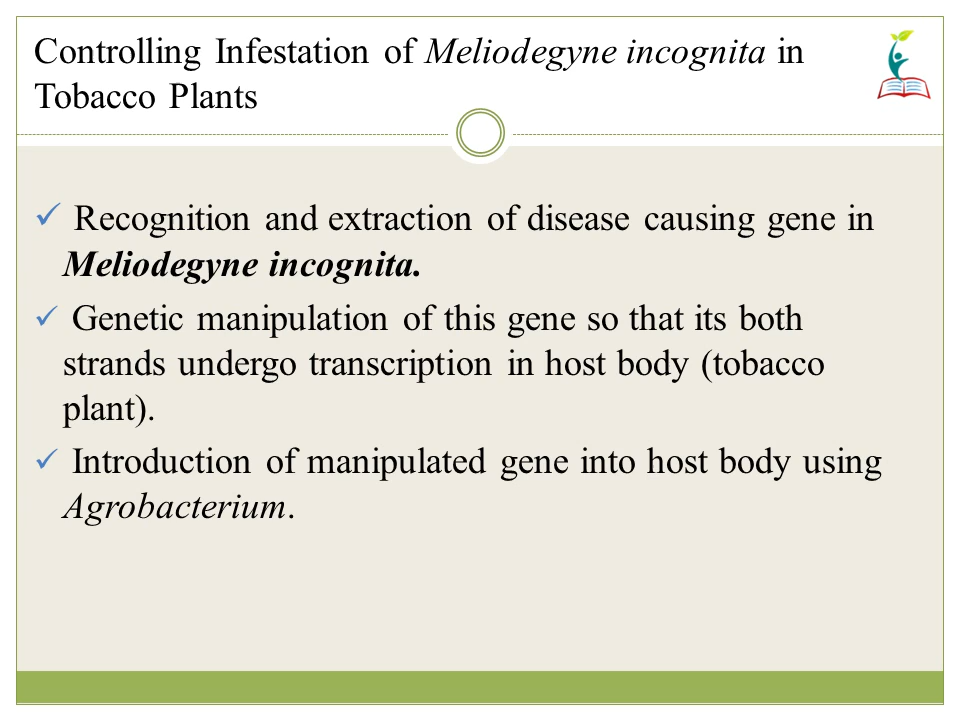 Controlling Infestation of Meliodegyne incognita in
Tobacco Plants
✓ Recognition and extraction of disease causing gene in
Meliodegyne incognita.
✓ Genetic manipulation of this gene so that its both
strands undergo transcription in host body (tobacco
plant).
✓ Introduction of manipulated gene into host body using
Agrobacterium.